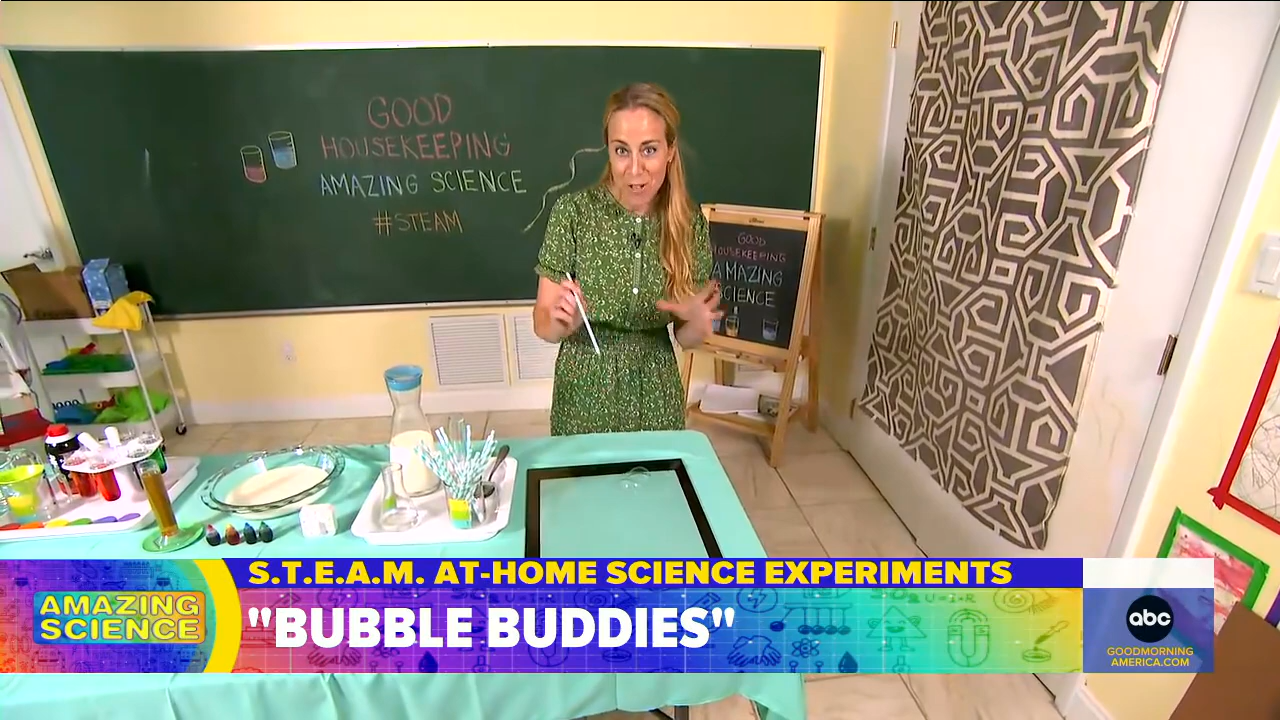 GOOD
HOUSEKEEPING
AMAZING SCIENCE
#STEAM
GOOD
HOUSEKEEPING
AMAZING
SCIENCE
S.T.E.A.M. AT-HOME SCIENCE EXPERIMENTS
AMAZING
SCIENCE
"BUBBLE BUDDIES"
abc
GOODMORNING
AMERICA.COM